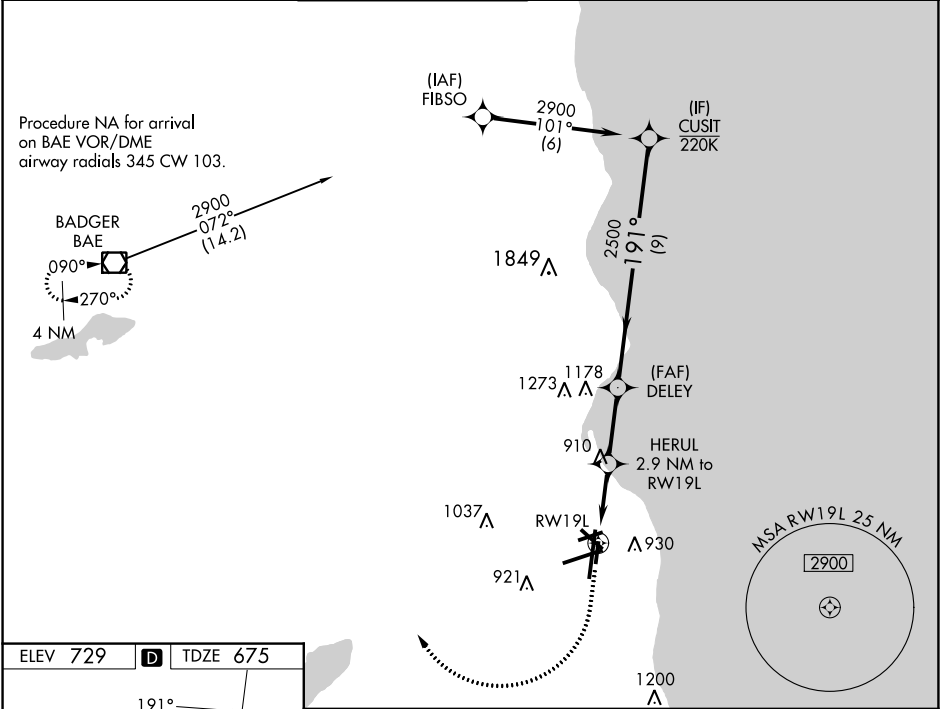 (IAF)
FIBSO
2900
101°
(6)
(IF)
CUSIT
220K
Procedure NA for arrival
on BAE VOR/DME
airway radials 345 CW 103.
2900
072°
(14.2)
BADGER
BAE
090°
270°
4 NM
2500
191°
(9)
1849
1273
1178
(FAF)
DELEY
910
HERUL
2.9 NM to
RW19L
1037
RW19L
930
921
MSA RW19L 25 NM
2900
1200
ELEV 729 D TDZE 675
191°